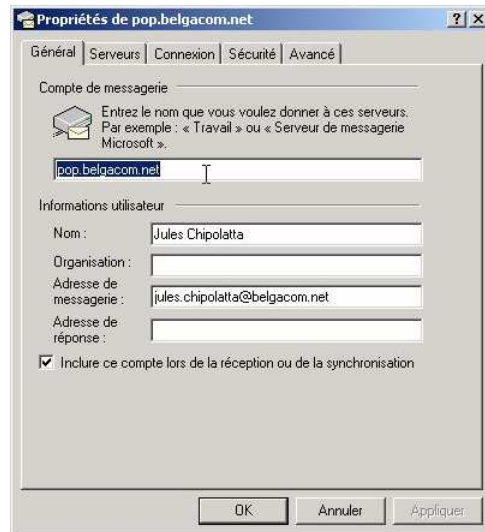 Propriétés de pop.belgacom.net
Général Serveurs Connexion Sécurité Avancé
Compte de messagerie
Entrez le nom que vous voulez donner à ces serveurs.
Par exemple : « Travail » ou « Serveur de messagerie
Microsoft ».
pop.belgacom.net
Informations utilisateur
Nom : Jules Chipolatta
Organisation :
Adresse de
messagerie : jules.chipolatta@belgacom.net
Adresse de
réponse :
Inclure ce compte lors de la réception ou de la synchronisation
OK Annuler Appliquer